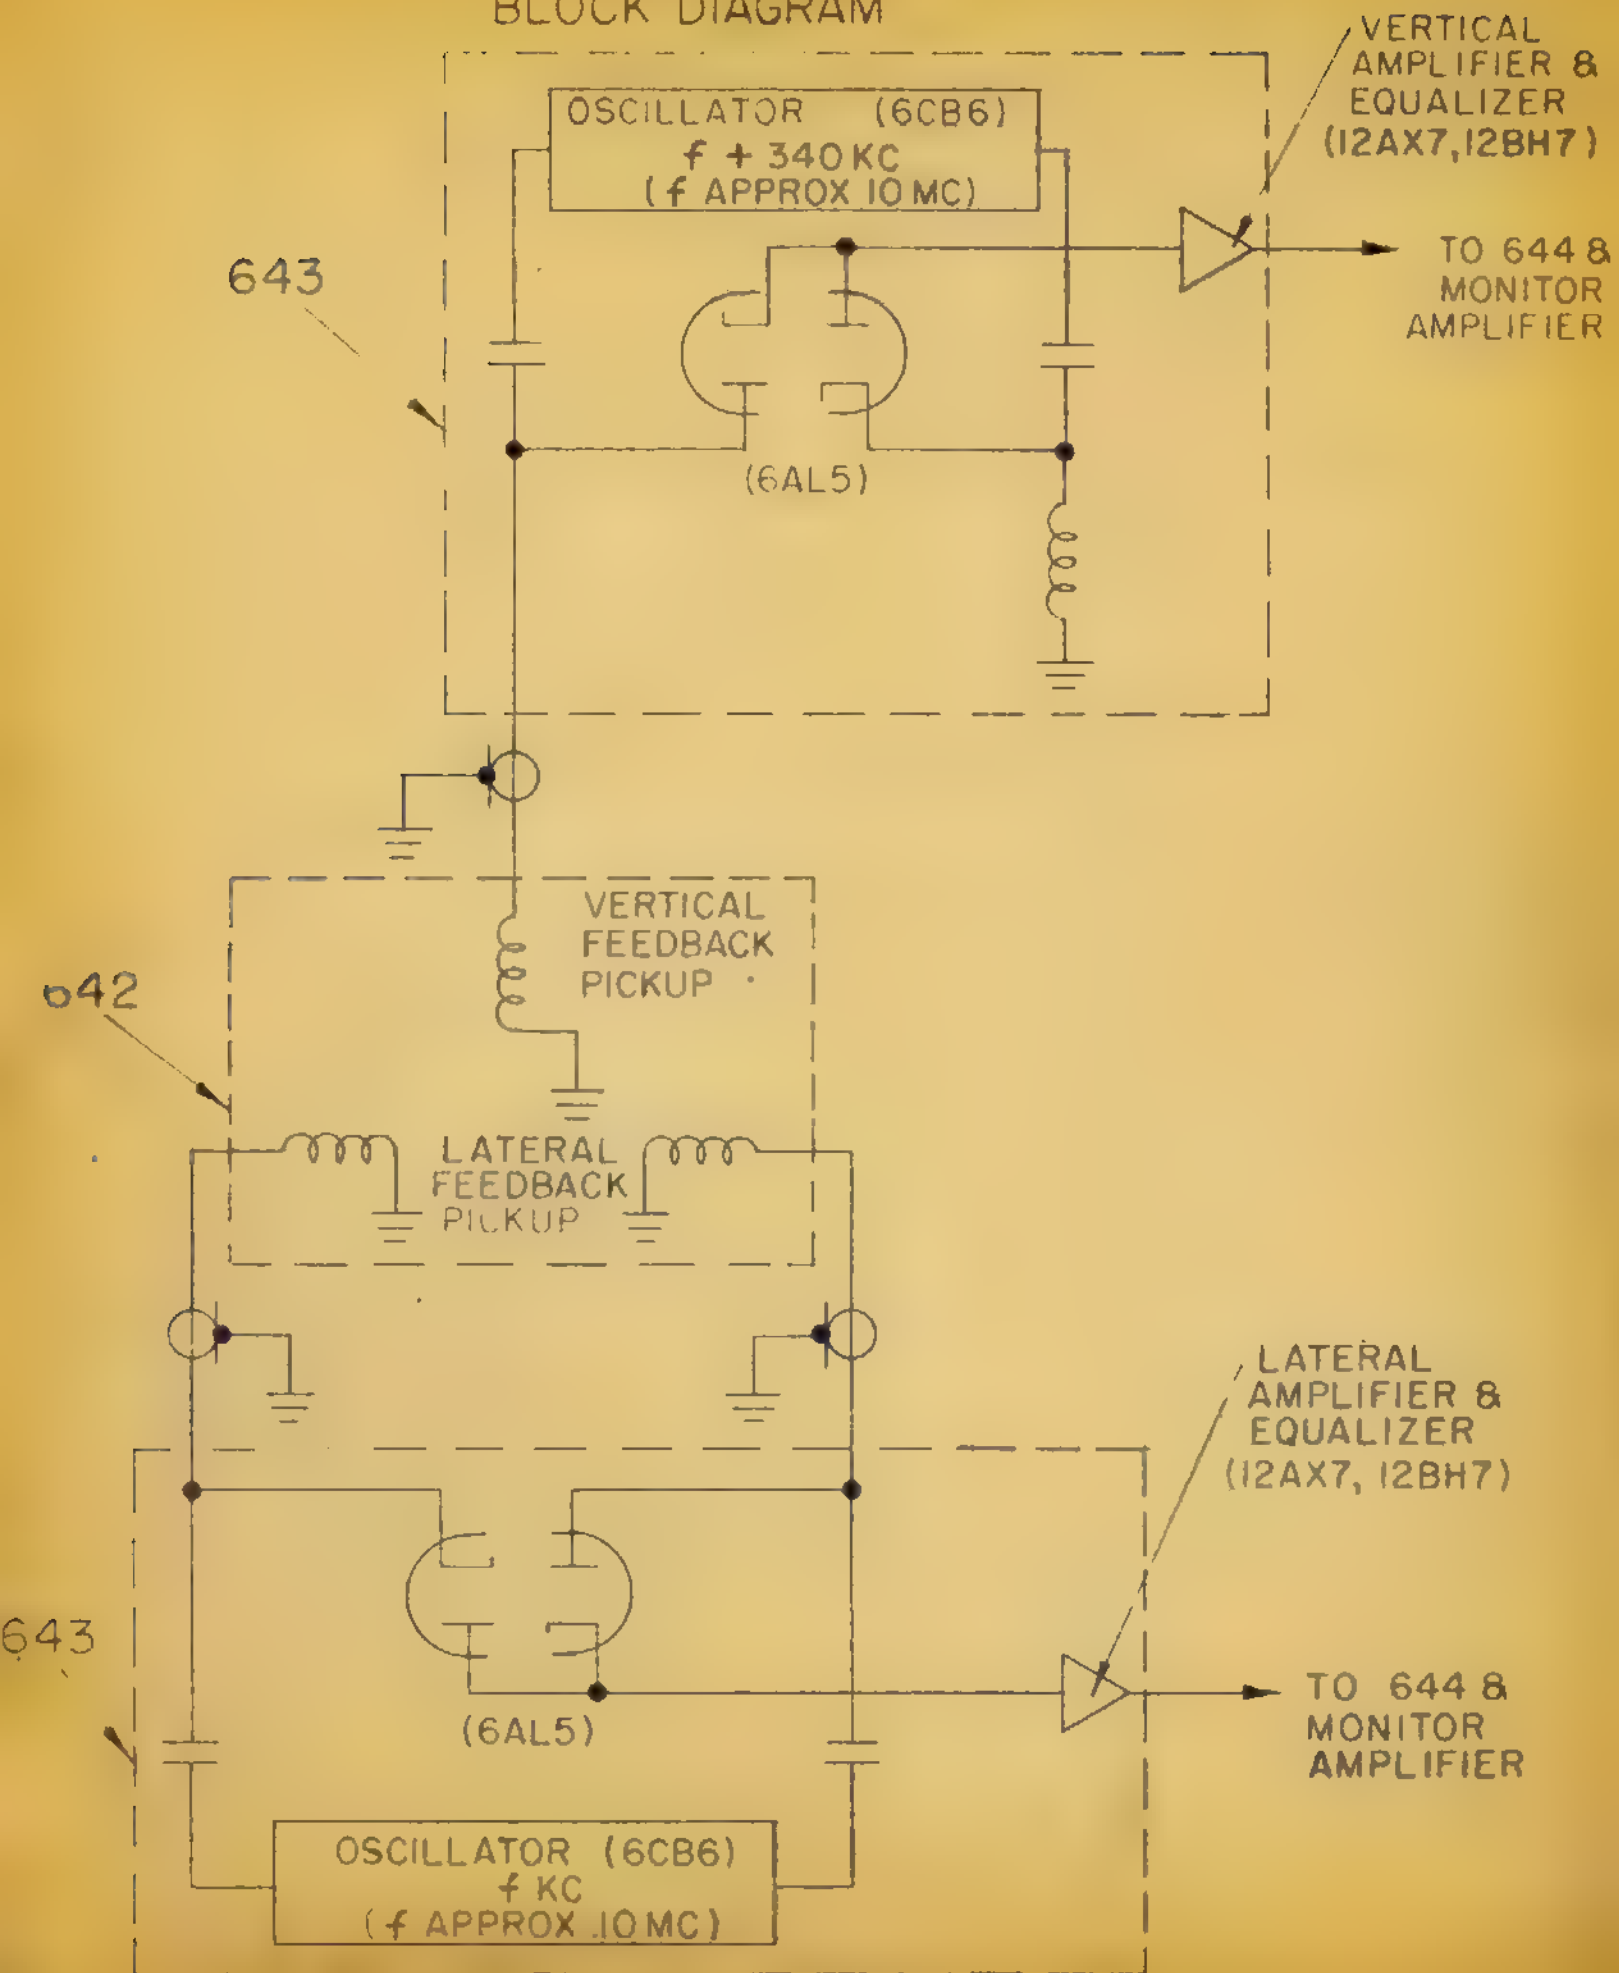 BLOCK DIAGRAM
VERTICAL
AMPLIFIER &
EQUALIZER
(12AX7,12BH7)
OSCILLATOR (6CB6)
f + 340 KC
(f APPROX 10 MC)
TO 644 &
MONITOR
AMPLIFIER
643
(6AL5)
VERTICAL
FEEDBACK
PICKUP
642
LATERAL
FEEDBACK
PICKUP
LATERAL
AMPLIFIER &
EQUALIZER
(12AX7, 12BH7)
643
TO 644 &
MONITOR
AMPLIFIER
(6AL5)
OSCILLATOR (6CB6)
f KC
(f APPROX .10 MC)